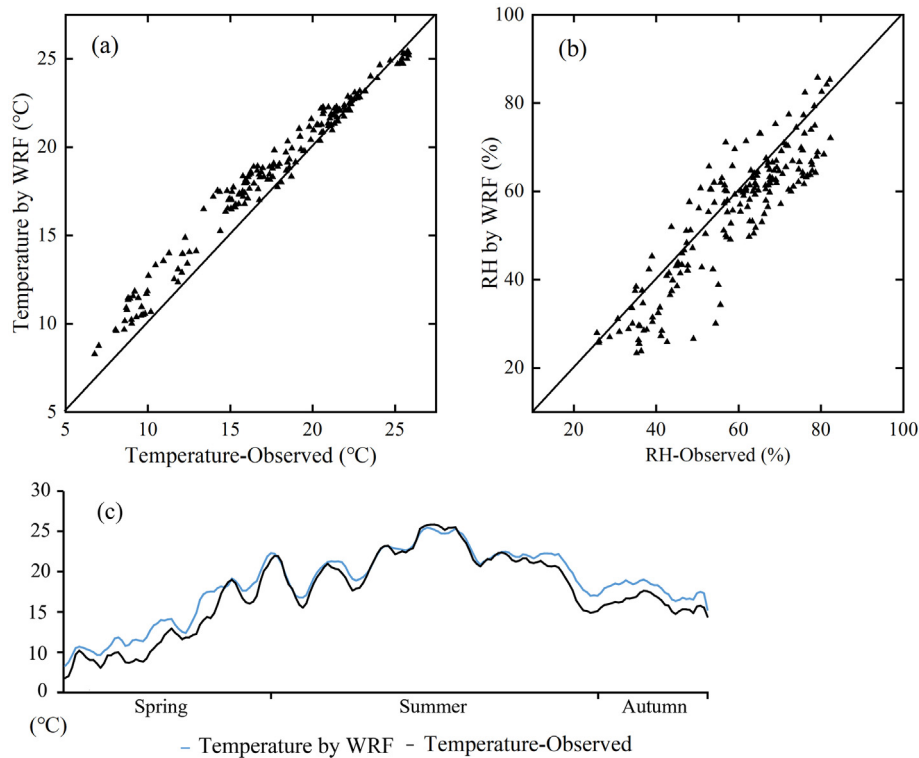 (a)
Temperature by WRF (°C)
25
20
15
10
5
5 10 15 20 25
Temperature-Observed (°C)
(b)
RH by WRF (%)
100
80
60
40
20
20 40 60 80 100
RH-Observed (%)
(c)
30
25
20
15
10
0
Spring Summer Autumn
(°C)
Temperature by WRF Temperature-Observed